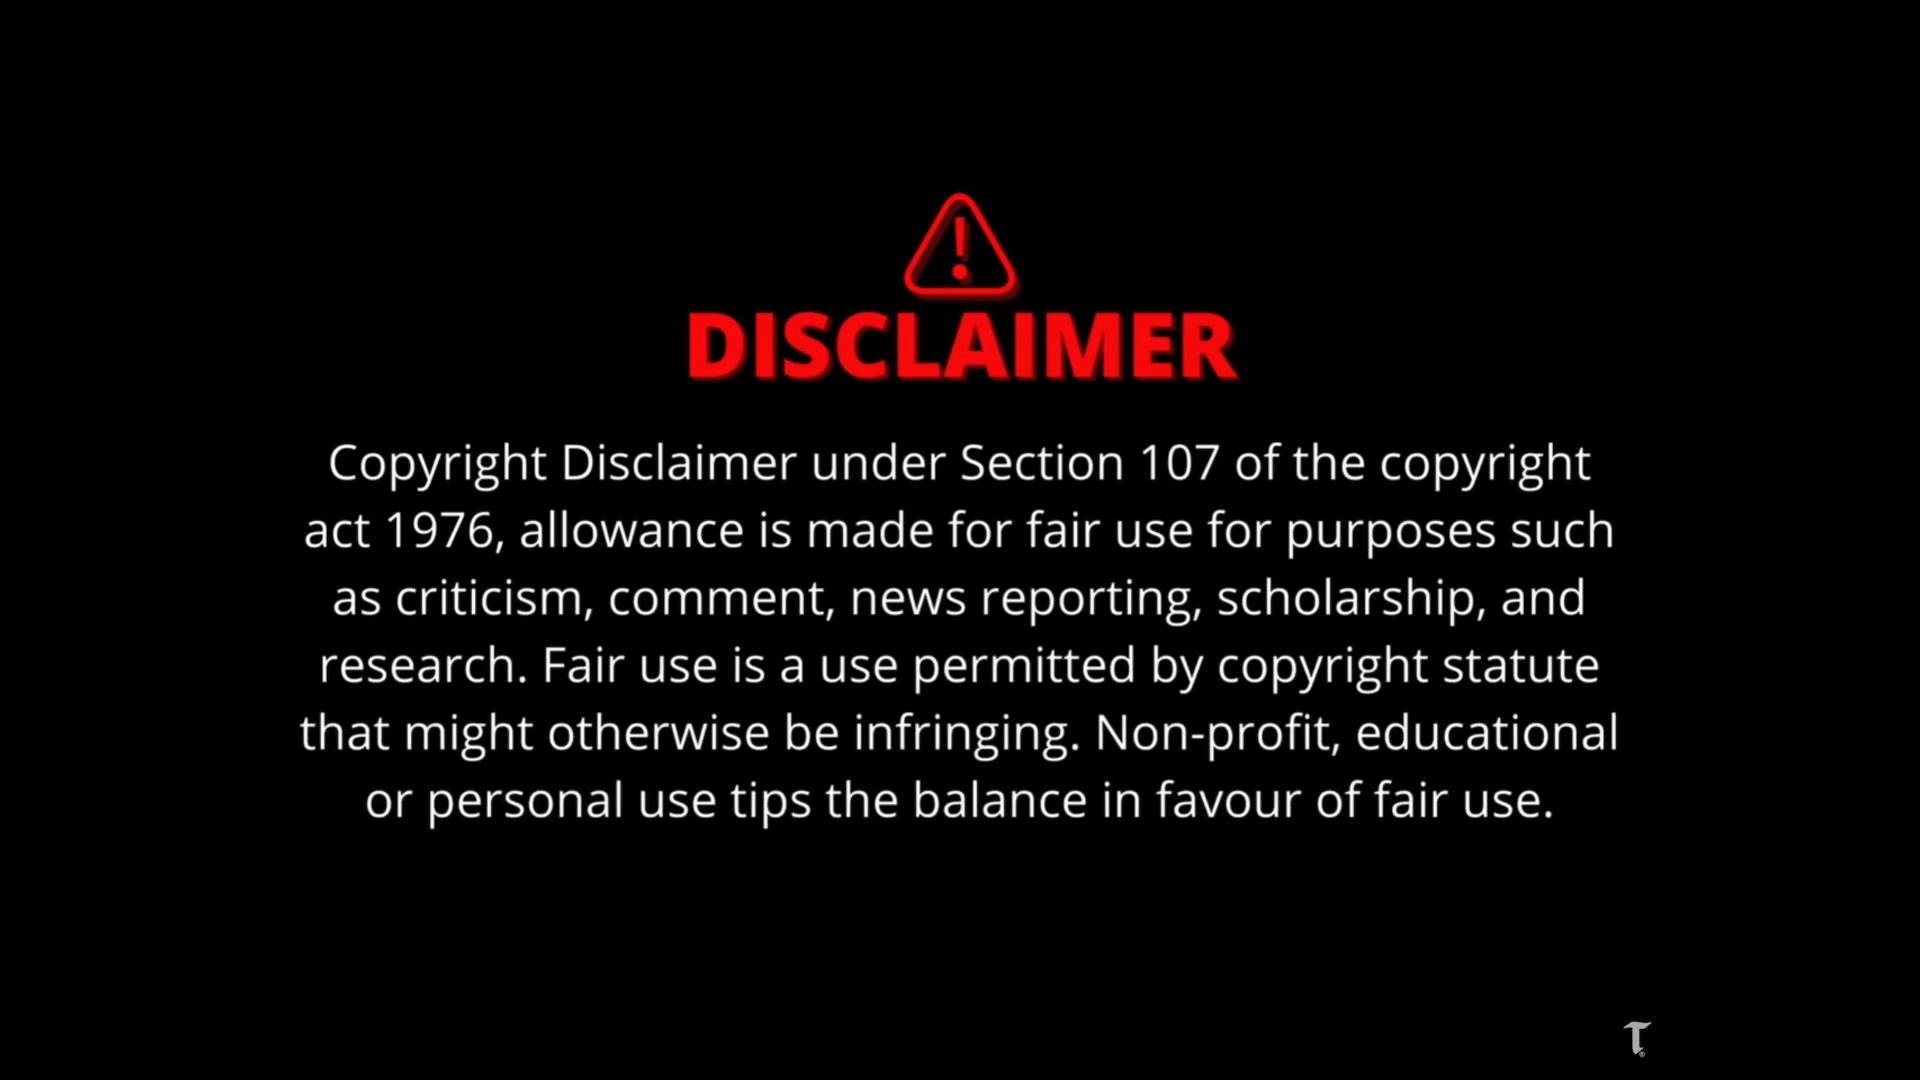 DISCLAIMER
Copyright Disclaimer under Section 107 of the copyright
act 1976, allowance is made for fair use for purposes such
as criticism, comment, news reporting, scholarship, and
research. Fair use is a use permitted by copyright statute
that might otherwise be infringing. Non-profit, educational
or personal use tips the balance in favour of fair use.
T